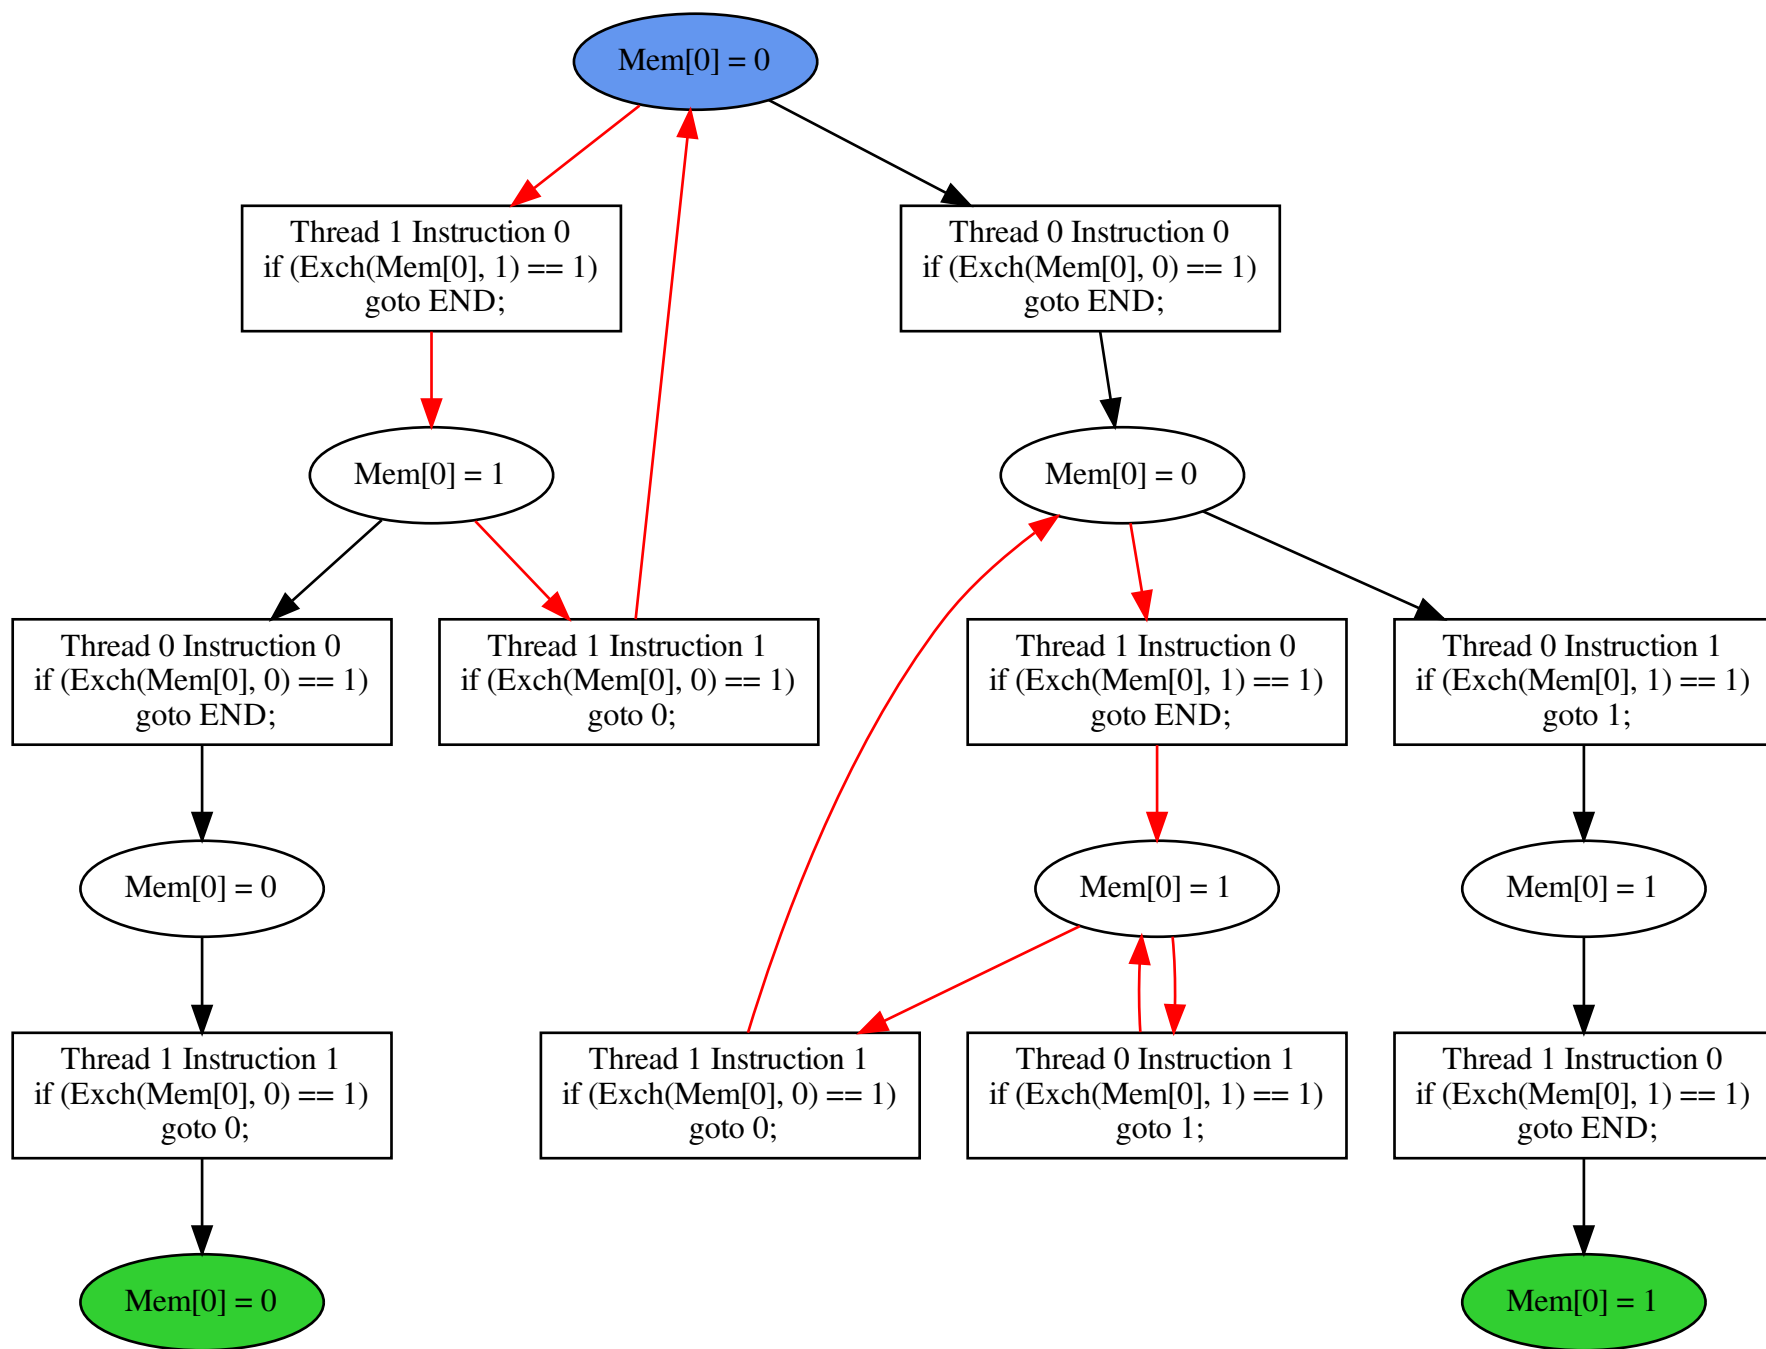 Mem[0] = 0
Thread 1 Instruction 0
if (Exch(Mem[0], 1) == 1)
goto END;
Thread 0 Instruction 0
if (Exch(Mem[0], 0) == 1)
goto END;
Mem[0] = 1
Mem[0] = 0
Thread 0 Instruction 0
if (Exch(Mem[0], 0) == 1)
goto END;
Thread 1 Instruction 1
if (Exch(Mem[0], 0) == 1)
goto 0;
Thread 1 Instruction 0
if (Exch(Mem[0], 1) == 1)
goto END;
Thread 0 Instruction 1
if (Exch(Mem[0], 1) == 1)
goto 1;
Mem[0] = 0
Mem[0] = 1
Mem[0] = 1
Thread 1 Instruction 1
if (Exch(Mem[0], 0) == 1)
goto 0;
Thread 1 Instruction 1
if (Exch(Mem[0], 0) == 1)
goto 0;
Thread 0 Instruction 1
if (Exch(Mem[0], 1) == 1)
goto 1;
Thread 1 Instruction 0
if (Exch(Mem[0], 1) == 1)
goto END;
Mem[0] = 0
Mem[0] = 1